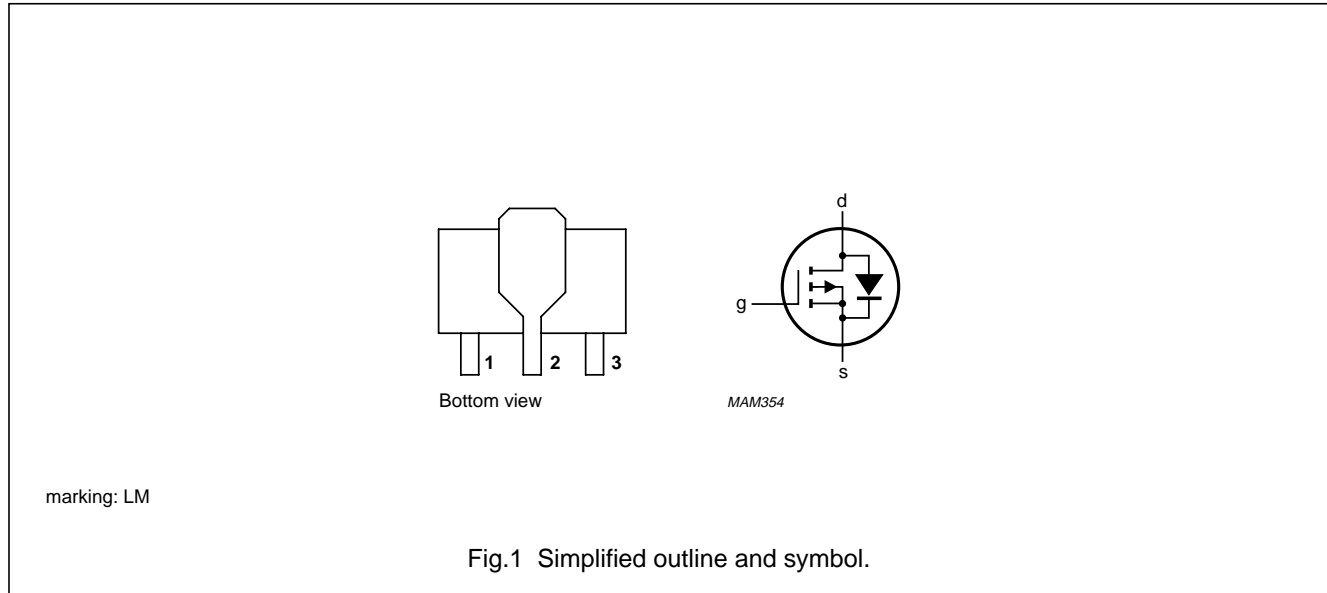 d
g
s
1 2 3
Bottom view
MAM354
marking: LM
Fig.1 Simplified outline and symbol.